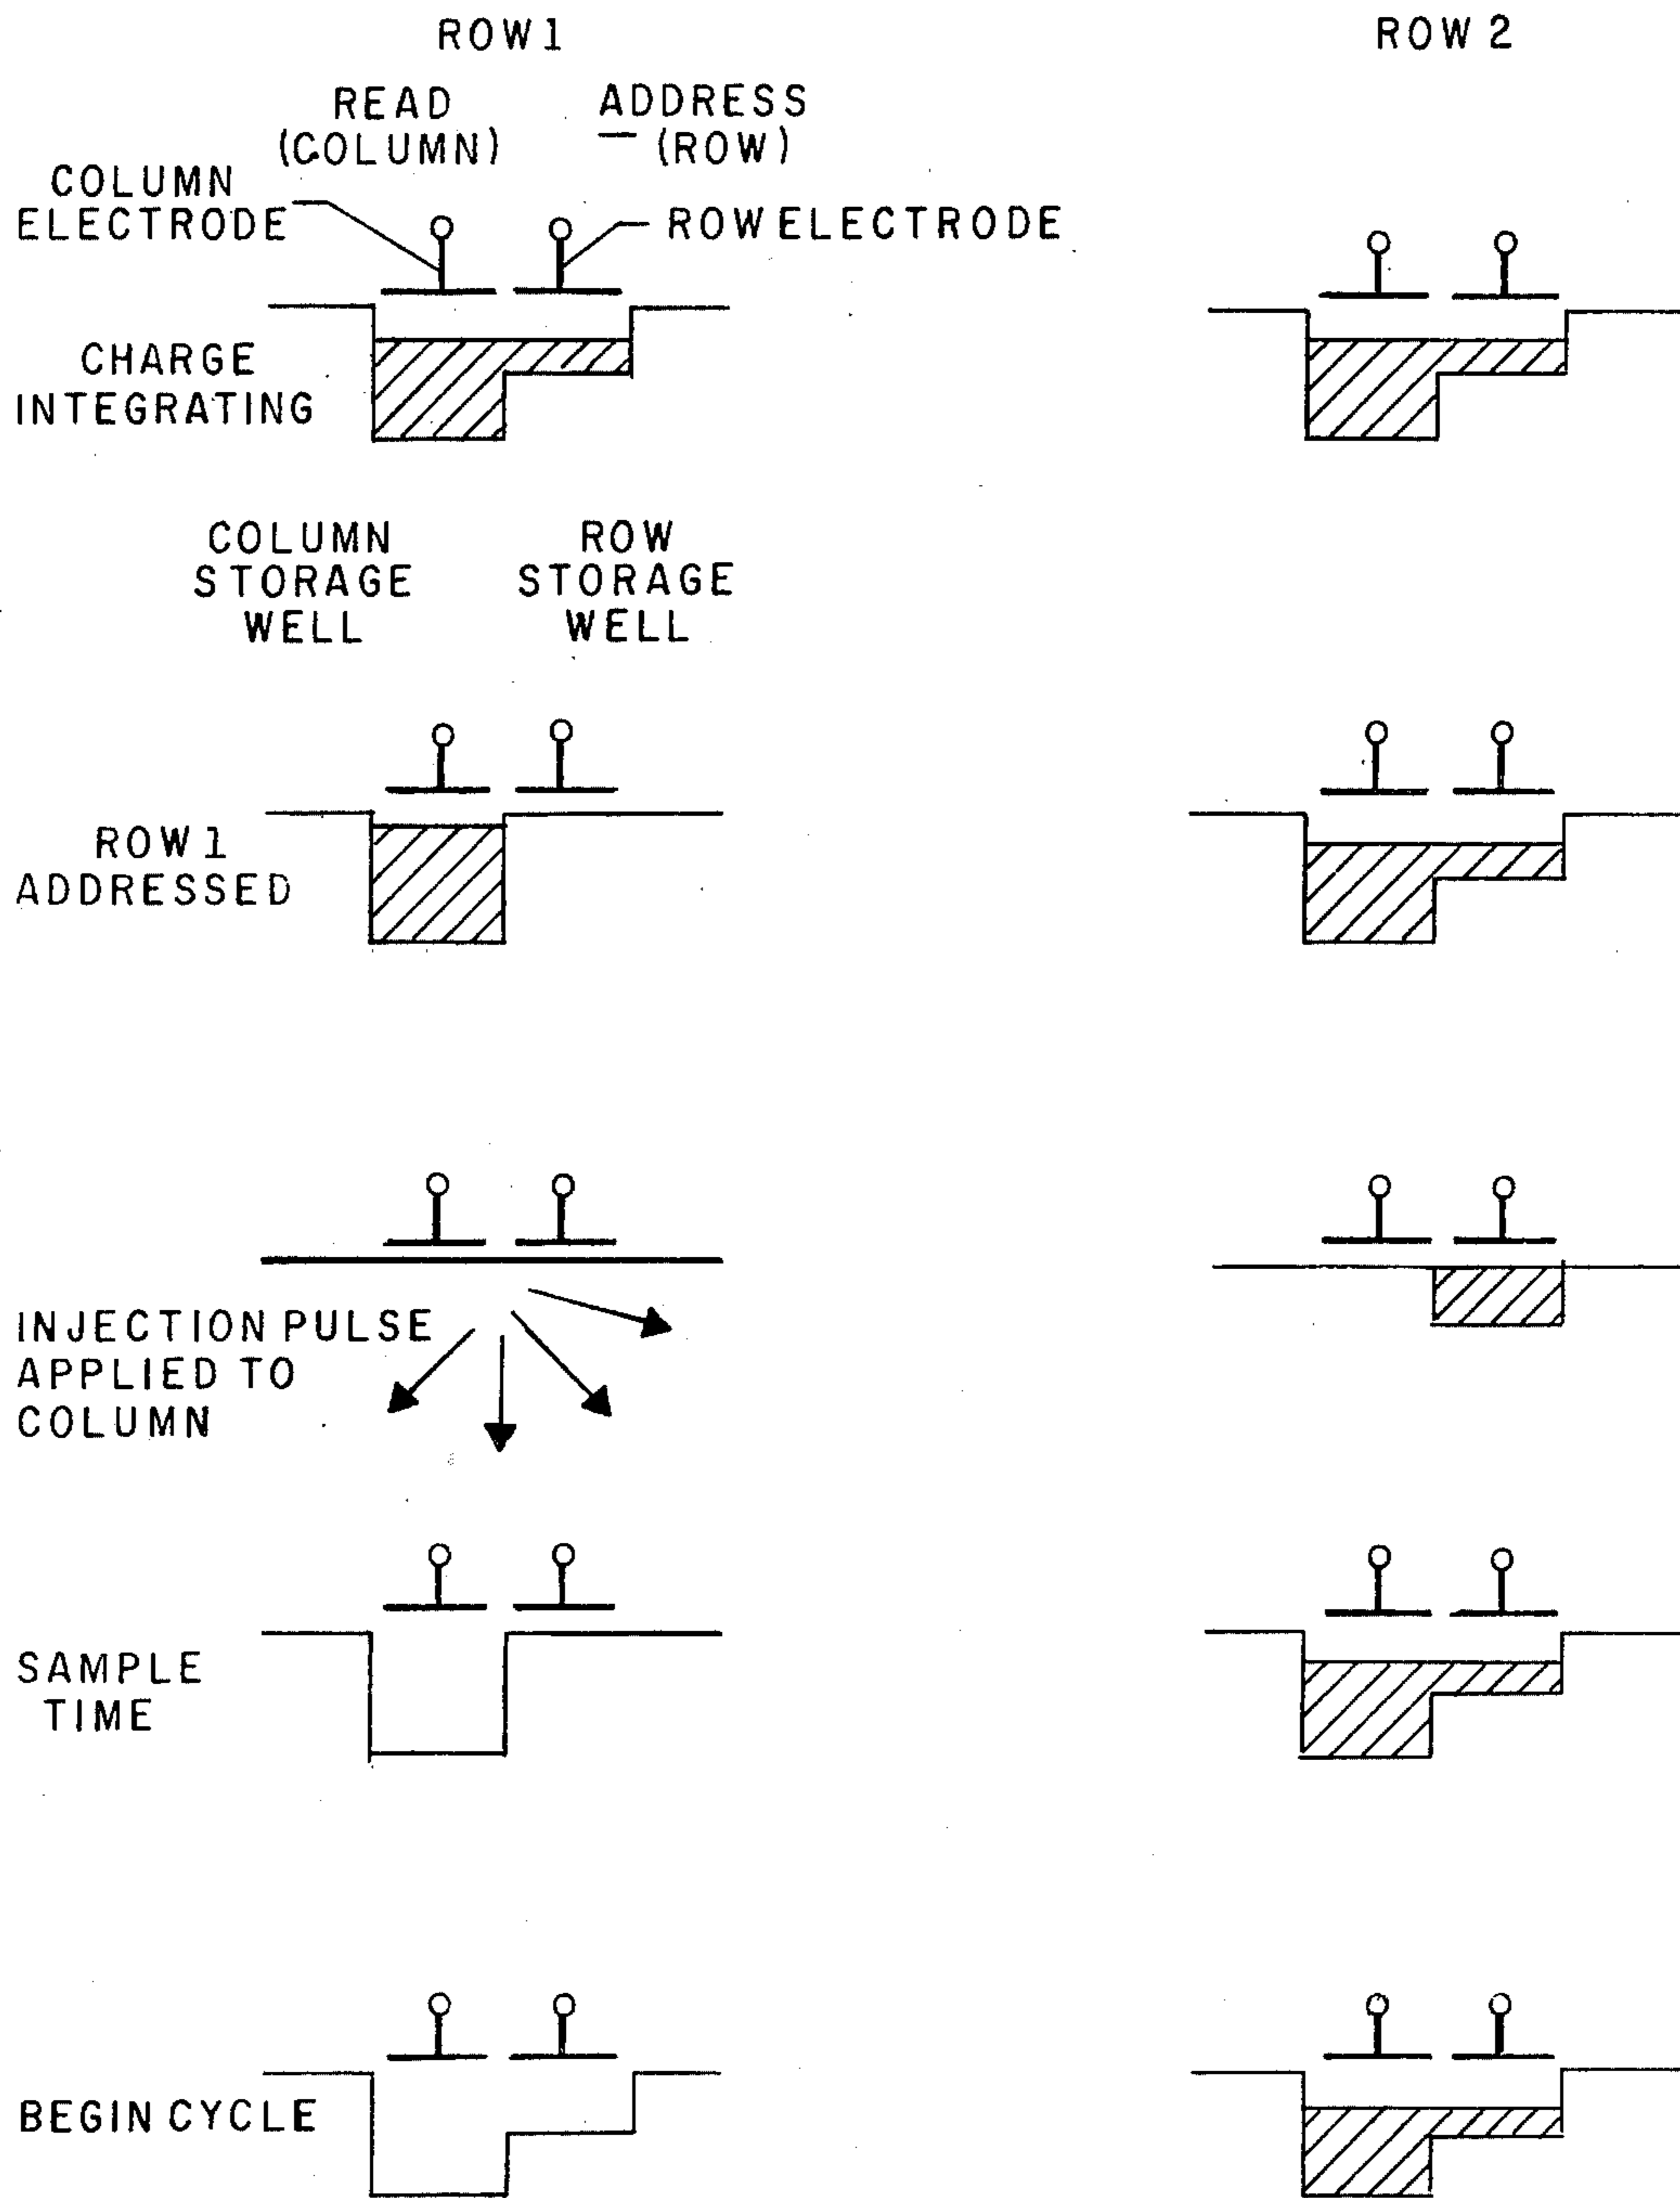 ROW 1
ROW 2
READ
(COLUMN)
ADDRESS
(ROW)
COLUMN
ELECTRODE
ROW ELECTRODE
CHARGE
INTEGRATING
COLUMN
STORAGE
WELL
ROW
STORAGE
WELL
ROW 1
ADDRESSED
INJECTION PULSE
APPLIED TO
COLUMN
SAMPLE
TIME
BEGIN CYCLE